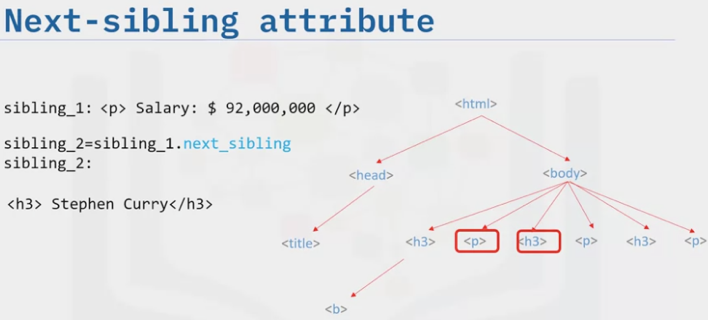 Next-sibling attribute
sibling_1: <p> Salary: $ 92,000,000 </p>
sibling_2=sibling_1.next_sibling
sibling_2:
<h3> Stephen Curry</h3>
<html>
<head>
<body>
<title>
<h3>
<p>
<h3>
<p>
<h3>
<p>
<b>